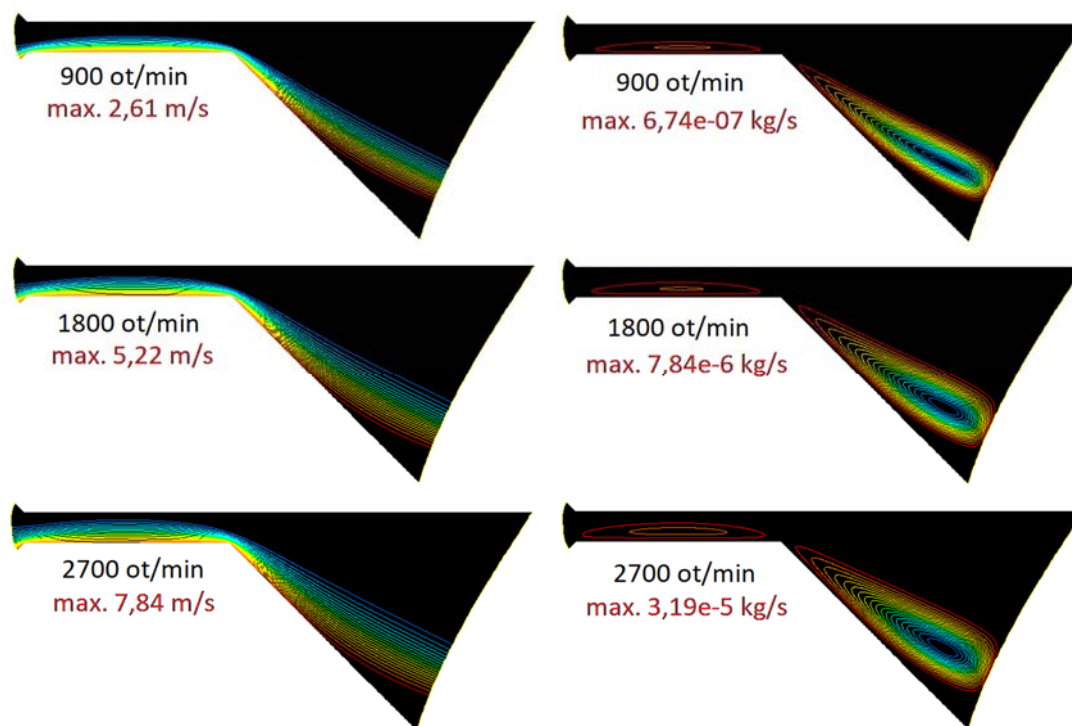 900 ot/min
max. 2,61 m/s
900 ot/min
max. 6,74e-07 kg/s
1800 ot/min
max. 5,22 m/s
1800 ot/min
max. 7,84e-6 kg/s
2700 ot/min
max. 7,84 m/s
2700 ot/min
max. 3,19e-5 kg/s